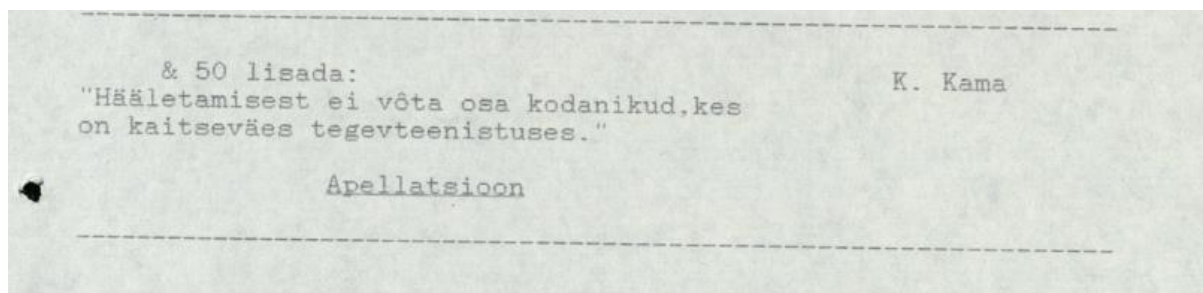 & 50 lisada:
K. Kama
"Hääletamisest ei võta osa kodanikud,kes
on kaitseväes tegevteenistuses."
Apellatsioon